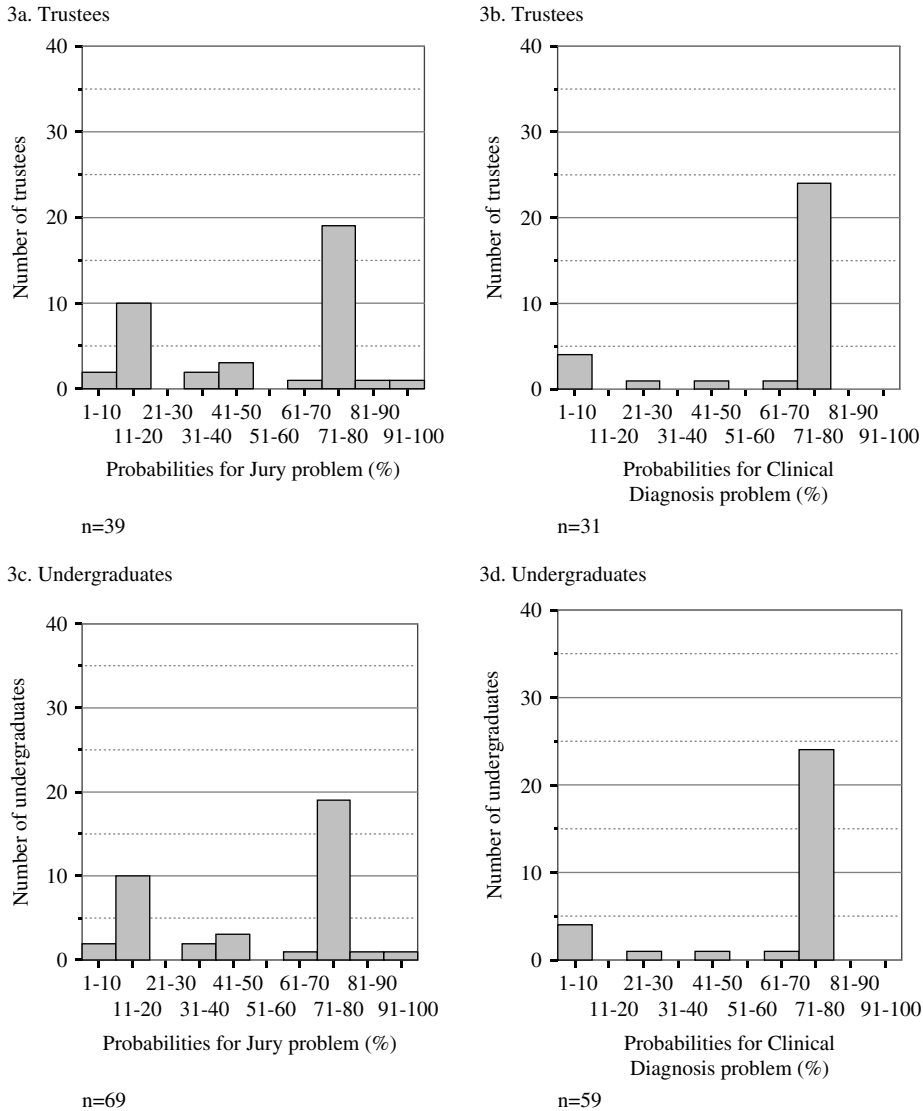 3a. Trustees
40
30
20
10
0
Number of trustees
1-10 21-30 41-50 61-70 81-90
11-20 31-40 51-60 71-80 91-100
Probabilities for Jury problem (%)
n=39
3b. Trustees
40
30
20
10
0
Number of trustees
1-10 21-30 41-50 61-70 81-90
11-20 31-40 51-60 71-80 91-100
Probabilities for Clinical
Diagnosis problem (%)
n=31
3c. Undergraduates
40
30
20
10
0
Number of undergraduates
1-10 21-30 41-50 61-70 81-90
11-20 31-40 51-60 71-80 91-100
Probabilities for Jury problem (%)
n=69
3d. Undergraduates
40
30
20
10
0
Number of undergraduates
1-10 21-30 41-50 61-70 81-90
11-20 31-40 51-60 71-80 91-100
Probabilities for Clinical
Diagnosis problem (%)
n=59